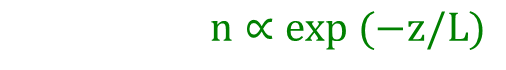 n ∝ exp (−z/L)